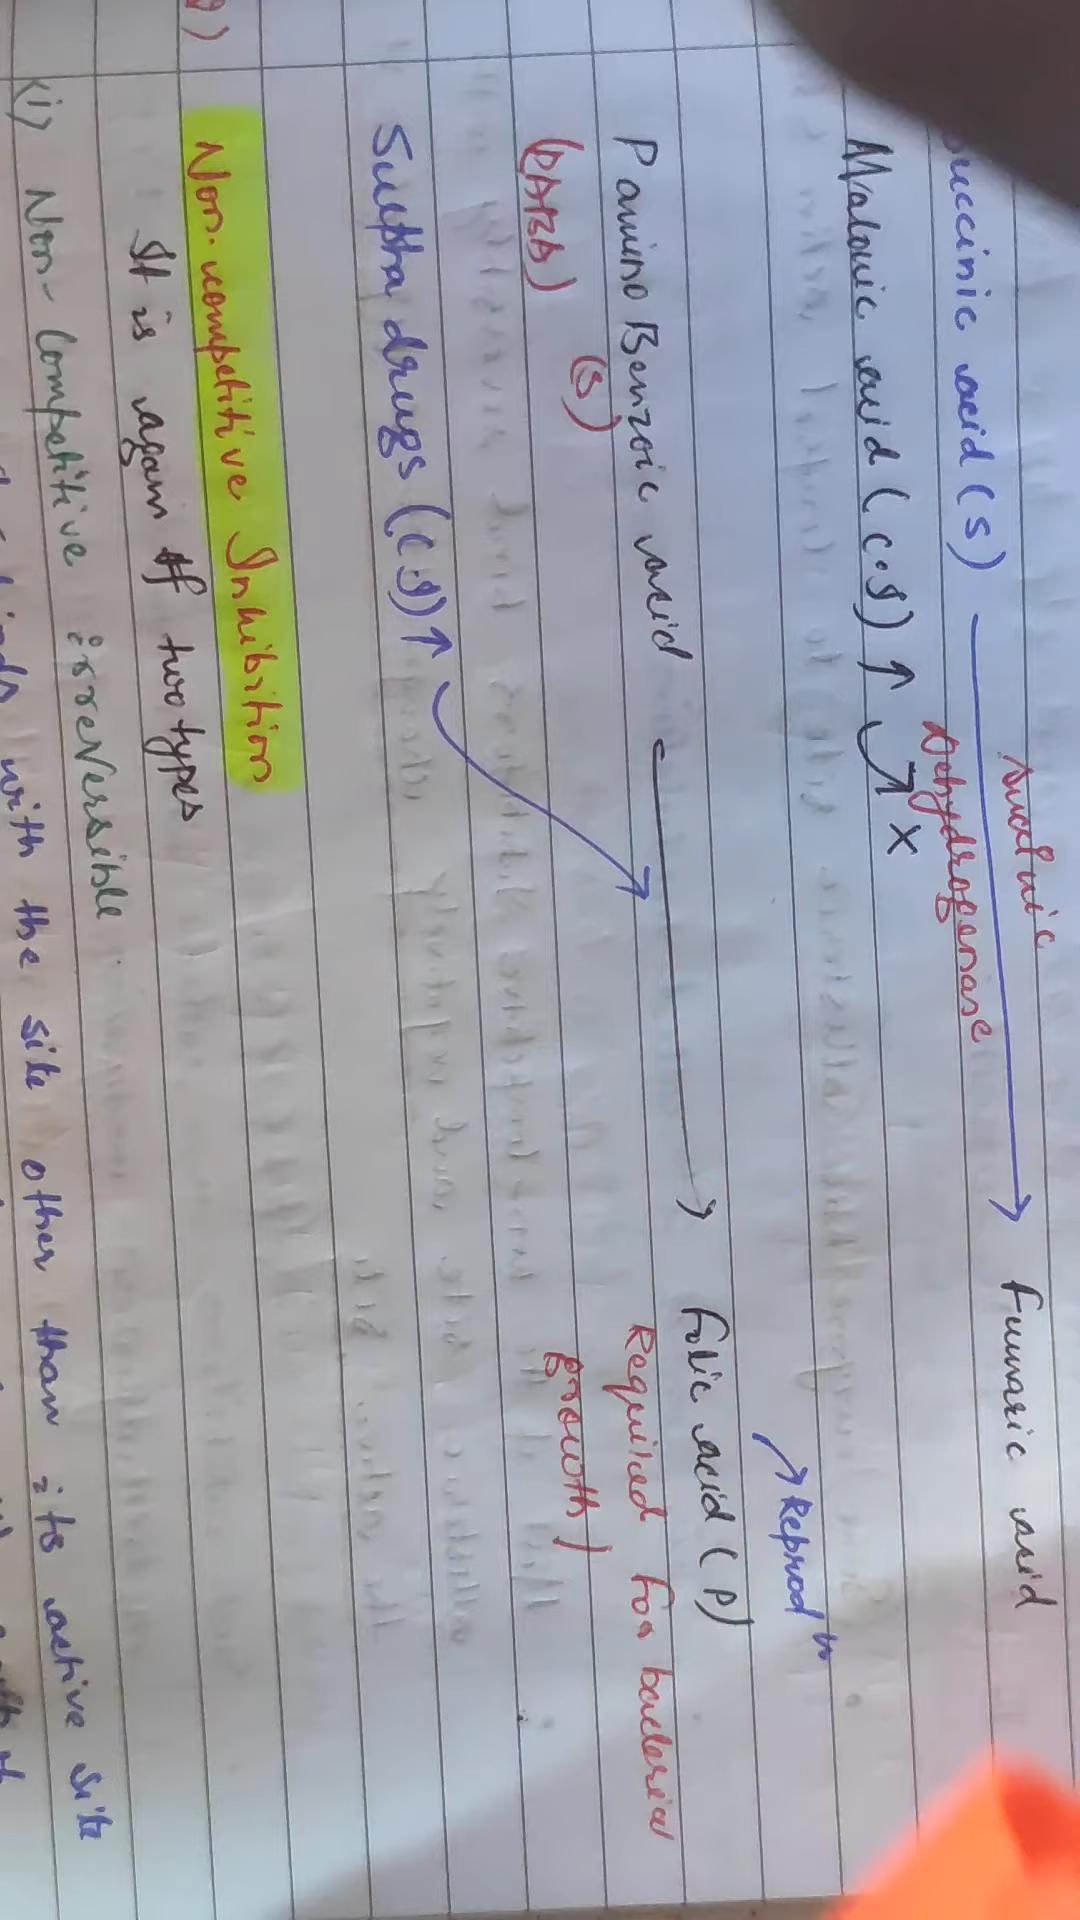 Succinic
Succinic acid (S) → Fumaric acid
Dehydrogenase
Malonic acid (C.I) ↑ x
→ Reprod n
P amino Benzoic acid → Folic acid (P)
(PABA) (S) Required for bacterial
growth)
Sulpha drugs (C.I) ↑
Non-competitive Inhibition
It is again of two types
(i) Non-Competitive irreversible
with the site other than its active site